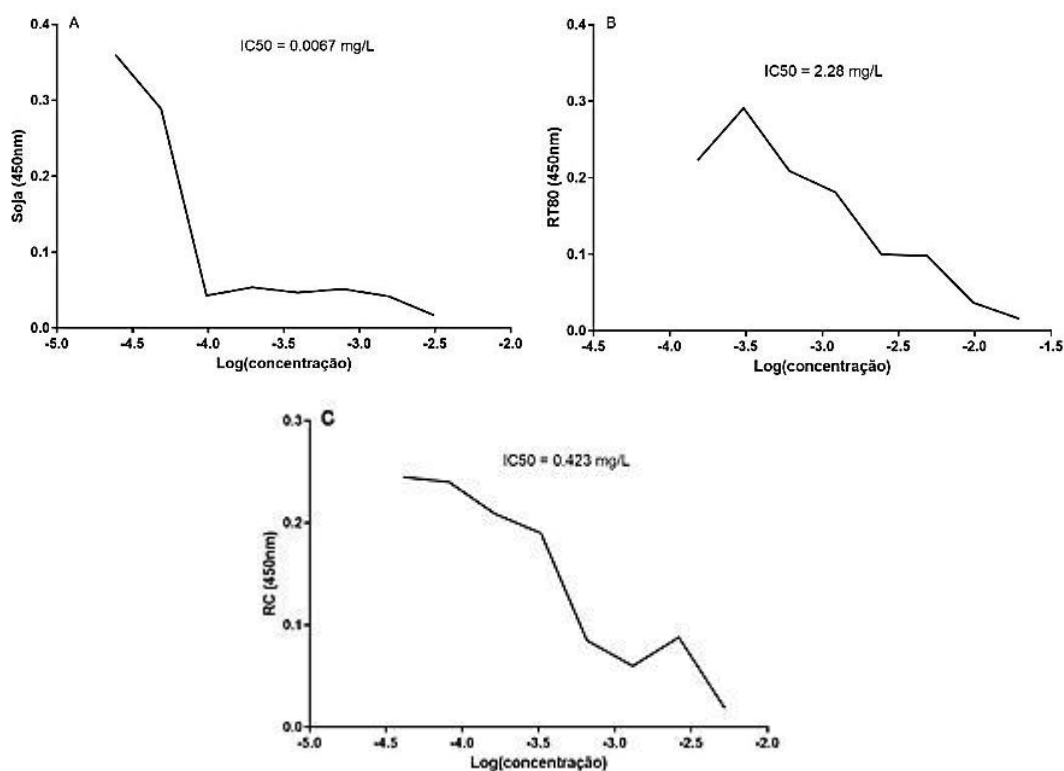 A
IC50 = 0.0067 mg/L
Soja (450nm)
0.4
0.3
0.2
0.1
0.0
-5.0 -4.5 -4.0 -3.5 -3.0 -2.5 -2.0
Log(concentração)
B
IC50 = 2.28 mg/L
RT80 (450nm)
0.4
0.3
0.2
0.1
0.0
-4.5 -4.0 -3.5 -3.0 -2.5 -2.0 -1.5
Log(concentração)
C
IC50 = 0.423 mg/L
RC (450nm)
0.3
0.2
0.1
0.0
-5.0 -4.5 -4.0 -3.5 -3.0 -2.5 -2.0
Log(concentração)